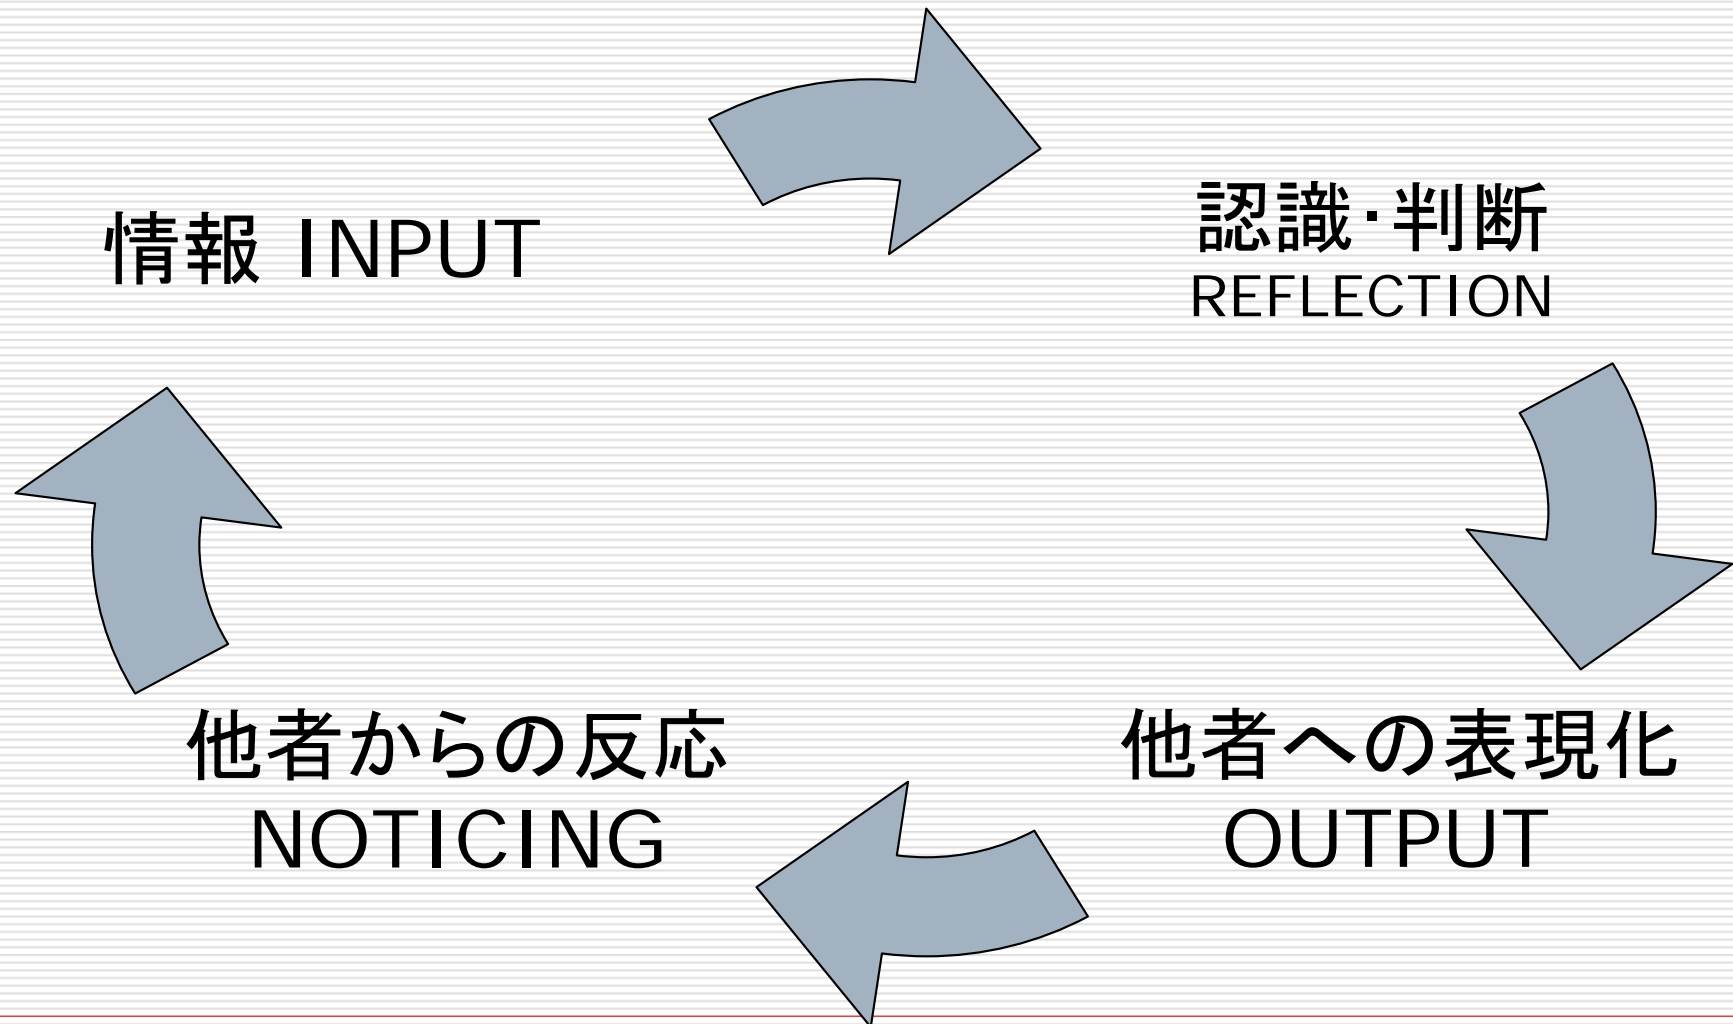 情報 INPUT
認識・判断
REFLECTION
他者への表現化
OUTPUT
他者からの反応
NOTICING